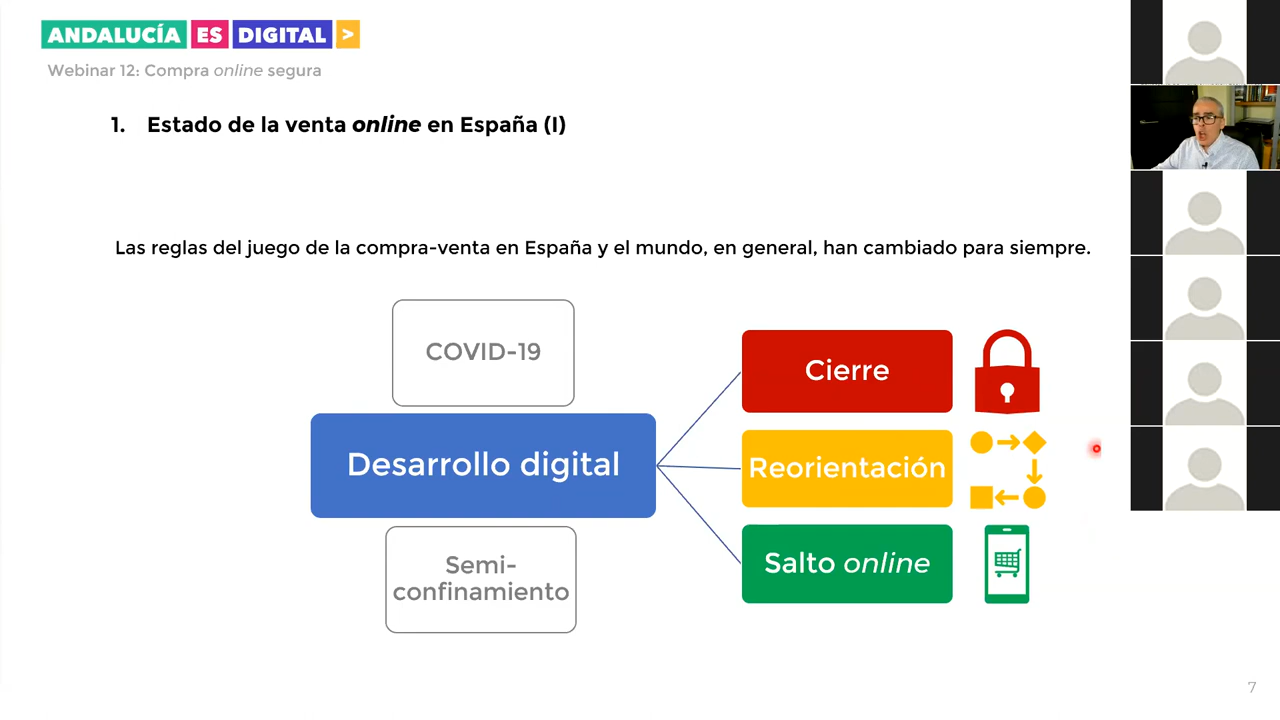 ANDALUCÍA ES DIGITAL >
Webinar 12: Compra online segura
1. Estado de la venta online en España (I)
Las reglas del juego de la compra-venta en España y el mundo, en general, han cambiado para siempre.
COVID-19
Desarrollo digital
Semi-
confinamiento
Cierre
Reorientación
Salto online
7